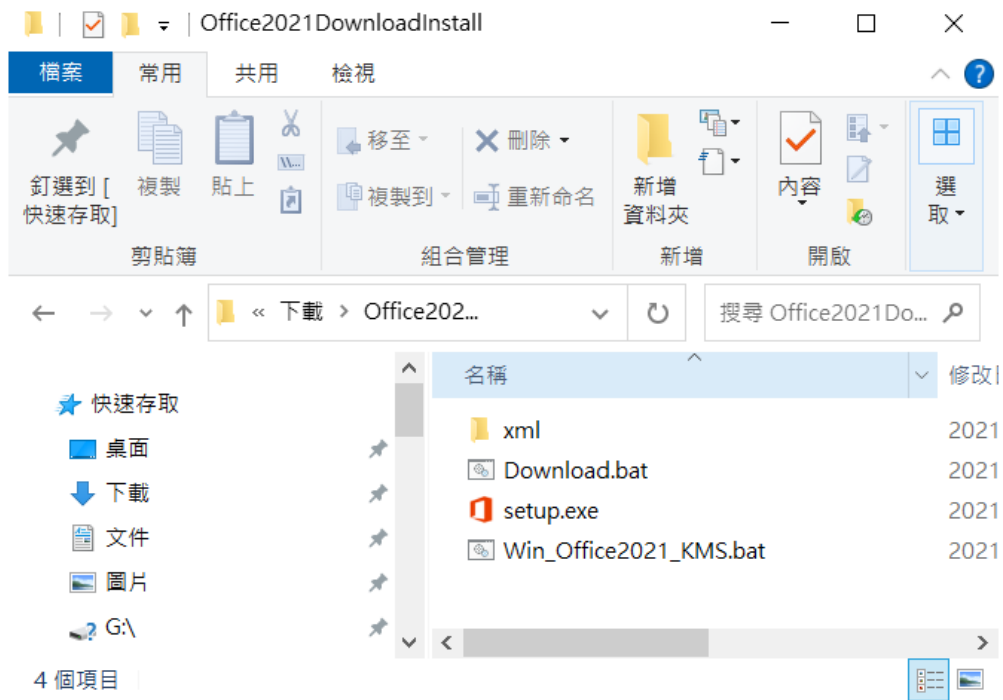 Office2021DownloadInstall
檔案 常用 共用 檢視
釘選到 [
快速存取]
複製
貼上
移至
複製到
刪除
重新命名
新增
資料夾
內容
選
取
剪貼簿 組合管理 新增 開啟
« 下載 > Office202...
搜尋 Office2021Do...
快速存取
桌面
下載
文件
圖片
G:\
名稱 修改
xml 2021
Download.bat 2021
setup.exe 2021
Win_Office2021_KMS.bat 2021
4 個項目